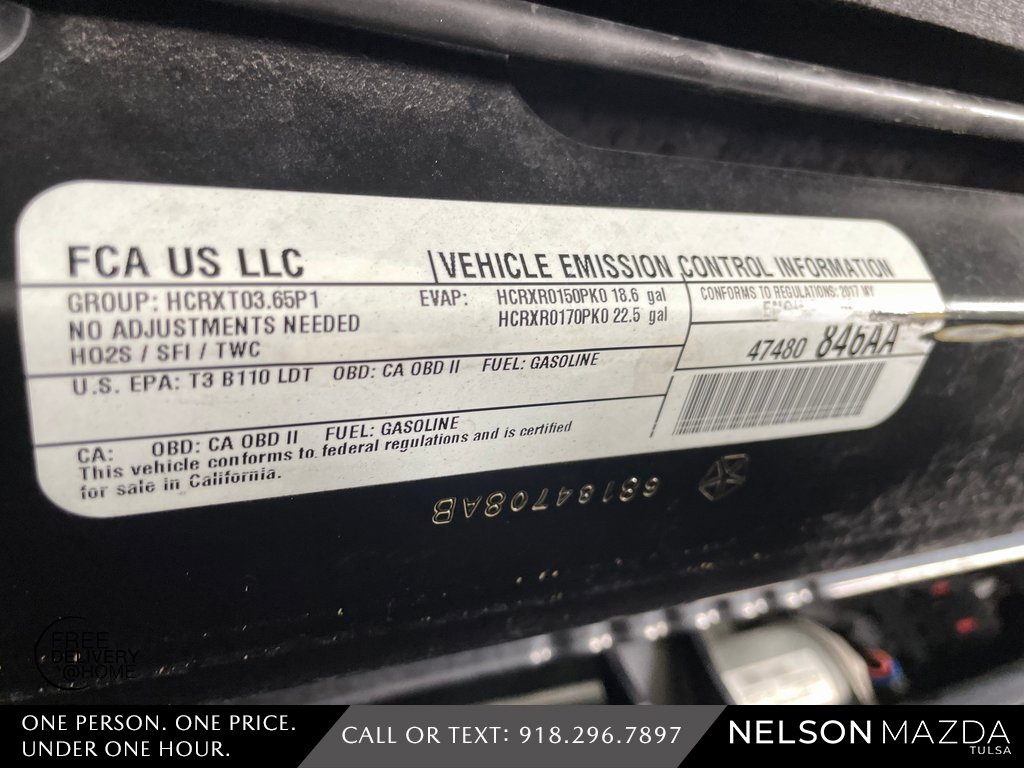 FCA US LLC
VEHICLE EMISSION CONTROL INFORMATION
GROUP: HCRXT03.65P1
NO ADJUSTMENTS NEEDED
HO2S / SFI / TWC
EVAP: HCRXR0150PK0 18.6 gal
HCRXR0170PK0 22.5 gal
CONFORMS TO REGULATIONS: 2017 MY
47480 846AA
U.S. EPA: T3 B110 LDT OBD: CA OBD II FUEL: GASOLINE
CA: OBD: CA OBD II FUEL: GASOLINE
This vehicle conforms to federal regulations and is certified
for sale in California.
68184708AB
FREE
DELIVERY
@HOME
ONE PERSON. ONE PRICE.
UNDER ONE HOUR.
CALL OR TEXT: 918.296.7897
NELSON MAZDA
TULSA